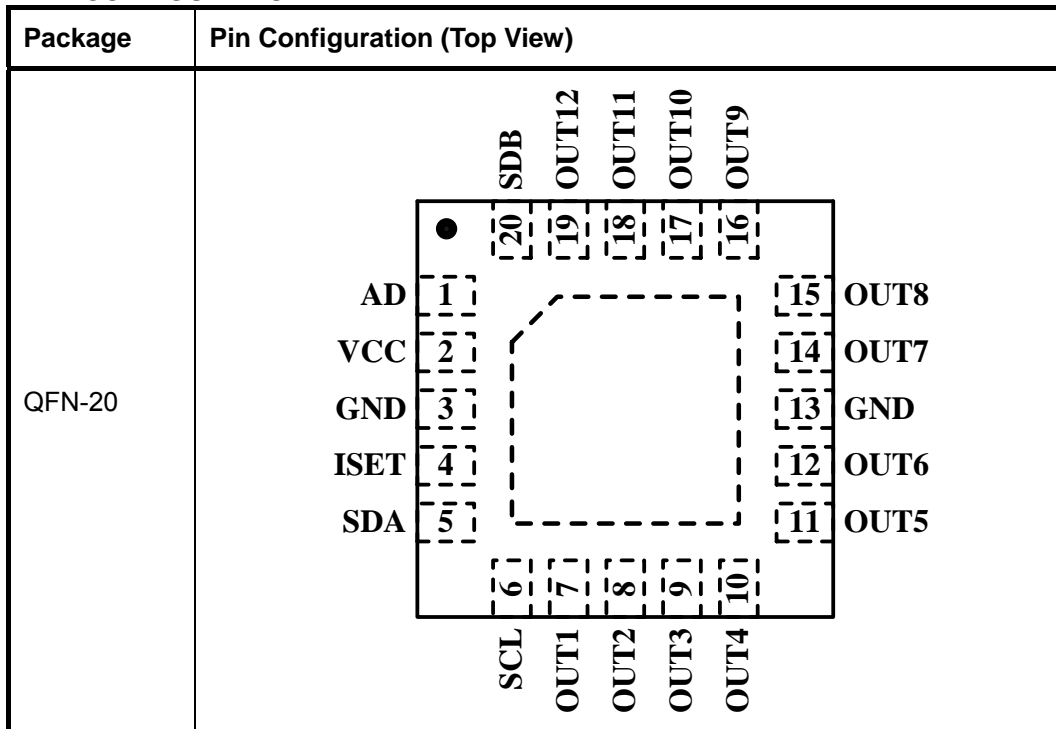 Package
Pin Configuration (Top View)
QFN-20
SDB
OUT12
OUT11
OUT10
OUT9
20
19
18
17
16
AD 1
VCC 2
GND 3
ISET 4
SDA 5
15 OUT8
14 OUT7
13 GND
12 OUT6
11 OUT5
6
7
8
9
10
SCL
OUT1
OUT2
OUT3
OUT4